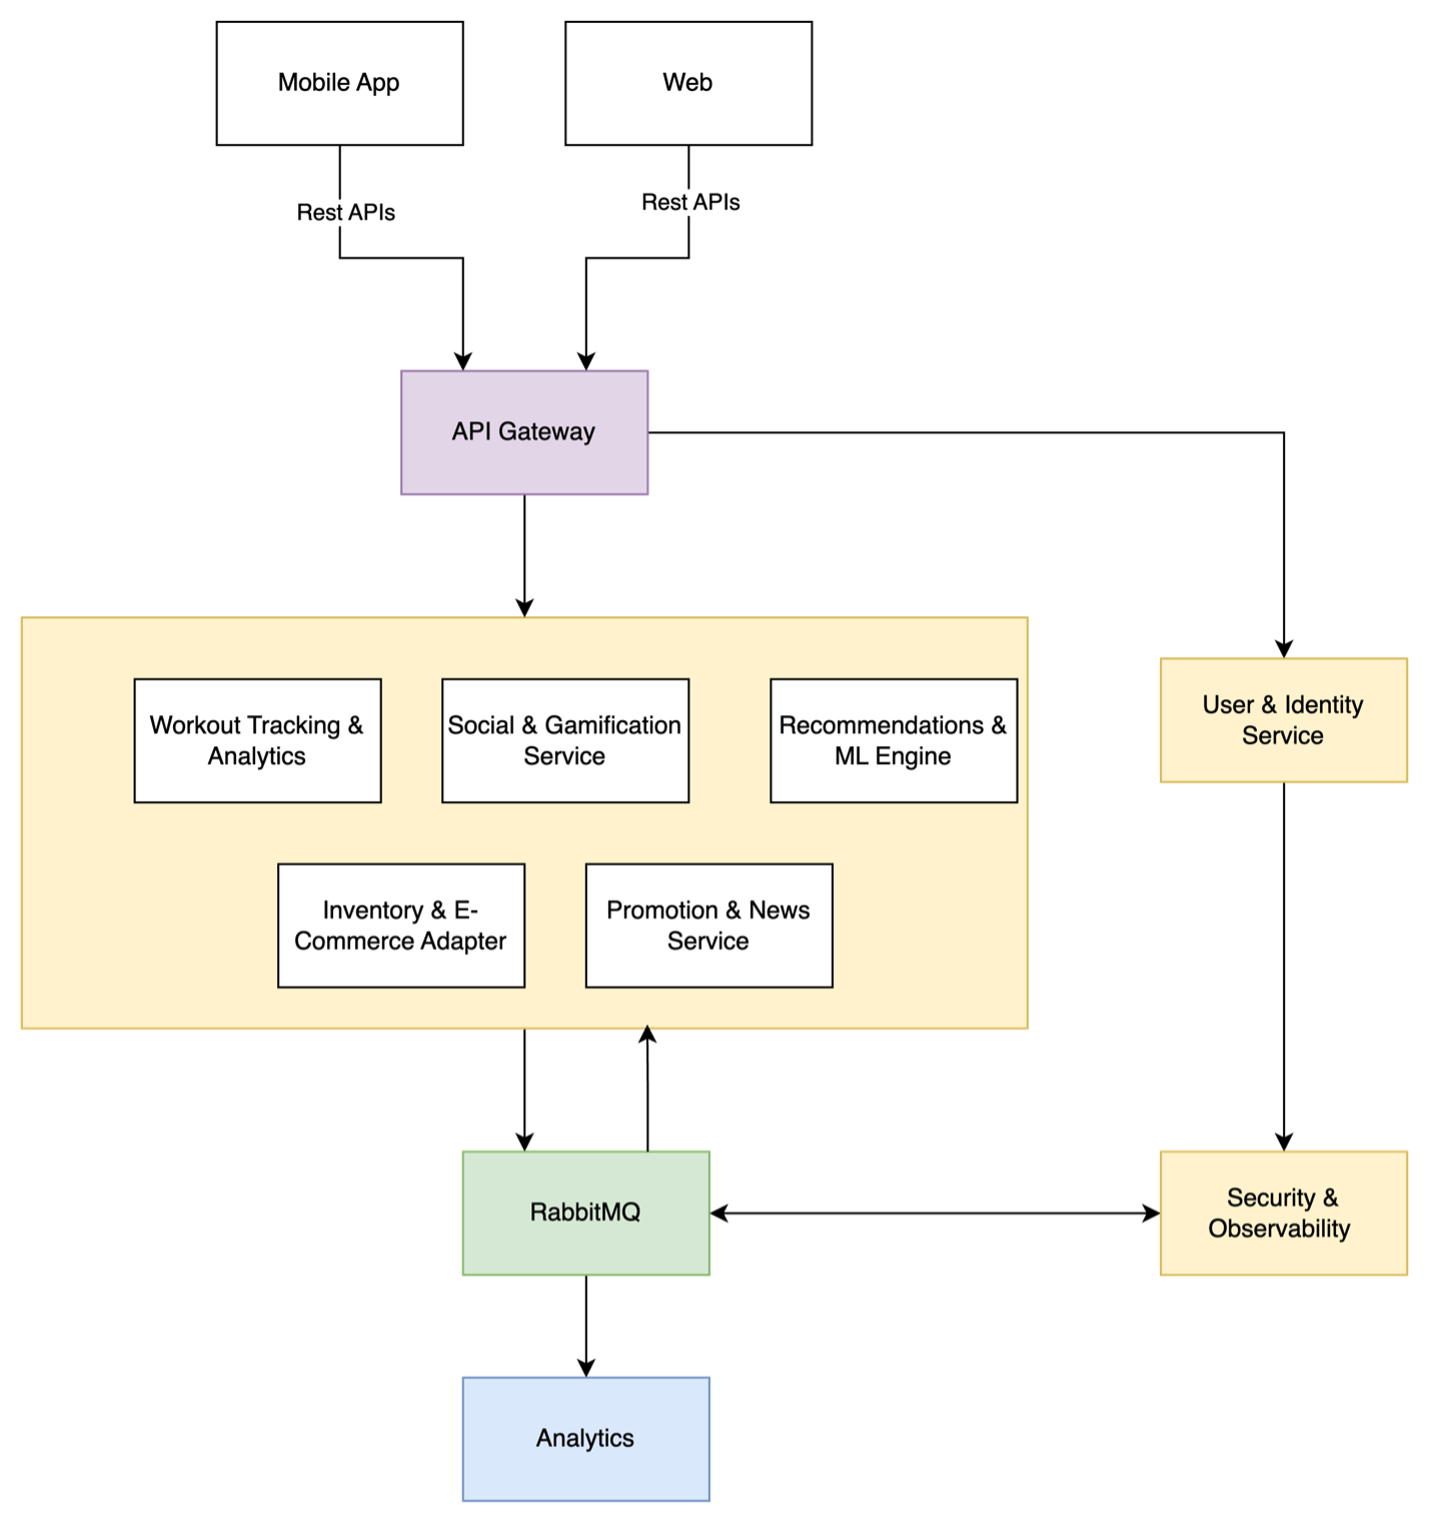 Mobile App
Web
Rest APIs
Rest APIs
API Gateway
Workout Tracking &
Analytics
Social & Gamification
Service
Recommendations &
ML Engine
User & Identity
Service
Inventory & E-
Commerce Adapter
Promotion & News
Service
RabbitMQ
Security &
Observability
Analytics